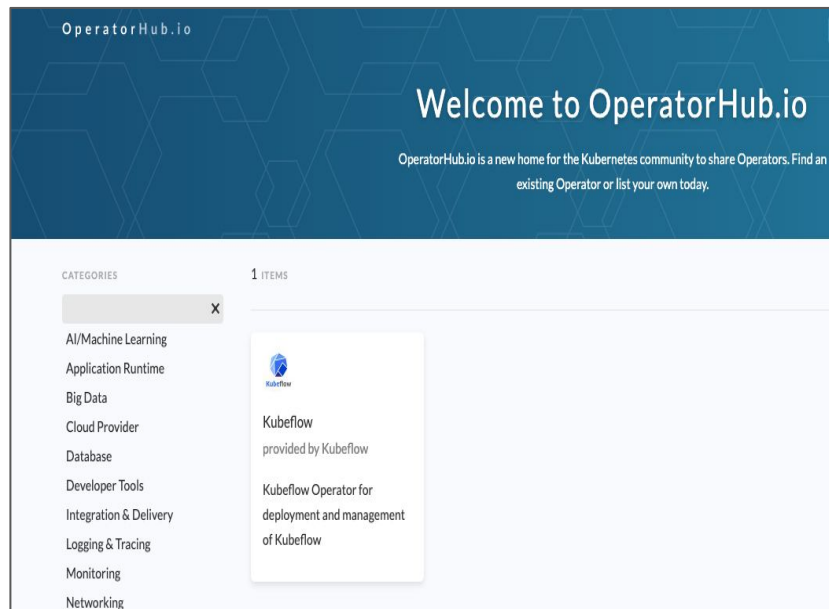 OperatorHub.io
Welcome to OperatorHub.io
OperatorHub.io is a new home for the Kubernetes community to share Operators. Find an
existing Operator or list your own today.
CATEGORIES
X
AI/Machine Learning
Application Runtime
Big Data
Cloud Provider
Database
Developer Tools
Integration & Delivery
Logging & Tracing
Monitoring
Networking
1 ITEMS
Kubeflow
Kubeflow
provided by Kubeflow
Kubeflow Operator for
deployment and management
of Kubeflow